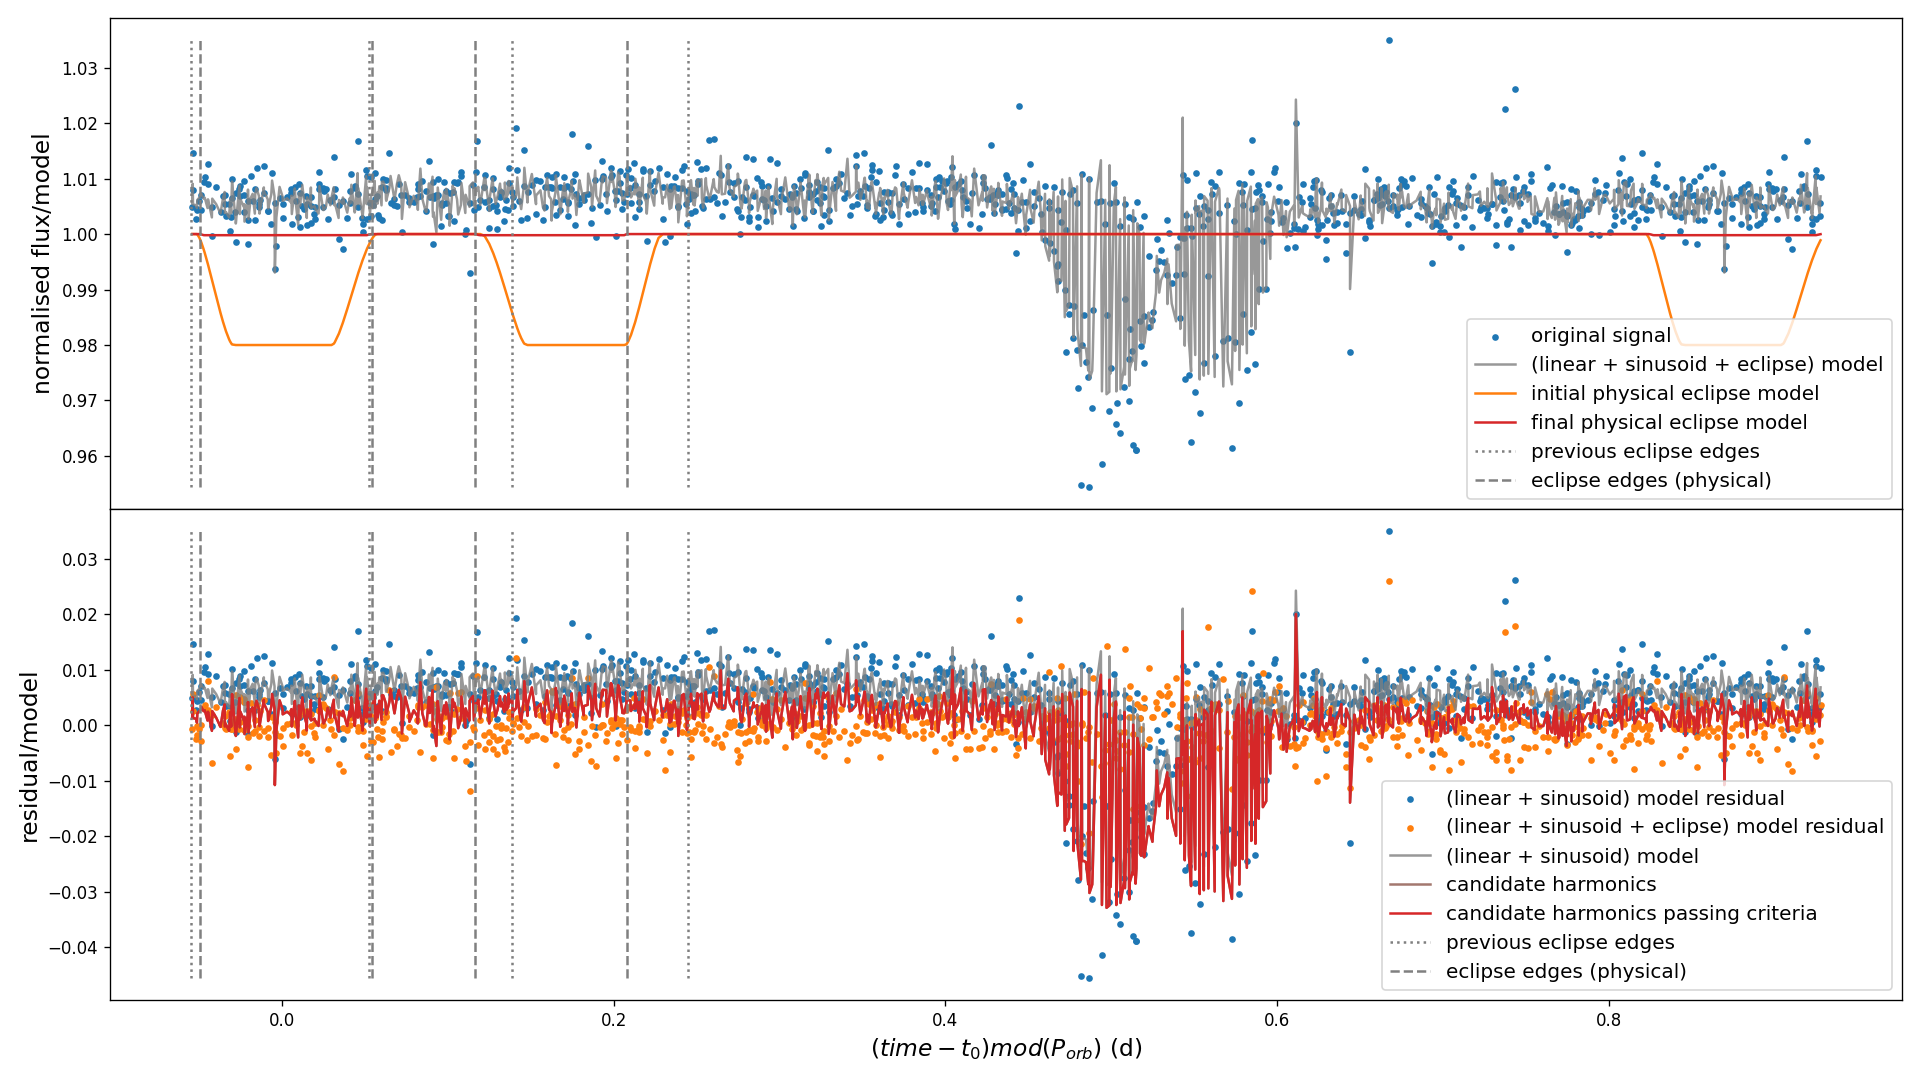 normalised flux/model
1.03
1.02
1.01
1.00
0.99
0.98
0.97
0.96
original signal
(linear + sinusoid + eclipse) model
initial physical eclipse model
final physical eclipse model
previous eclipse edges
eclipse edges (physical)
residual/model
0.03
0.02
0.01
0.00
−0.01
−0.02
−0.03
−0.04
(linear + sinusoid) model residual
(linear + sinusoid + eclipse) model residual
(linear + sinusoid) model
candidate harmonics
candidate harmonics passing criteria
previous eclipse edges
eclipse edges (physical)
0.0 0.2 0.4 0.6 0.8
(time − t₀)mod(P_orb) (d)